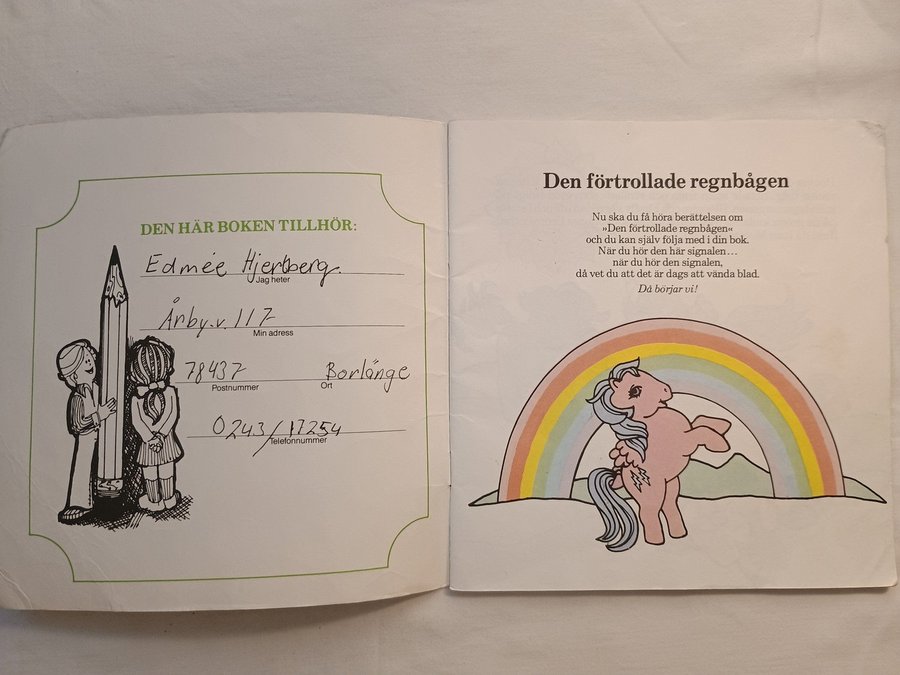 DEN HÄR BOKEN TILLHÖR:
Edmée Hjertberg
Jag heter
Årby.v. 117
Min adress
78437 Borlänge
Postnummer Ort
0243/17254
Telefonnummer
Den förtrollade regnbågen
Nu ska du få höra berättelsen om
»Den förtrollade regnbågen«
och du kan själv följa med i din bok.
När du hör den här signalen...
när du hör den signalen,
då vet du att det är dags att vända blad.
Då börjar vi!